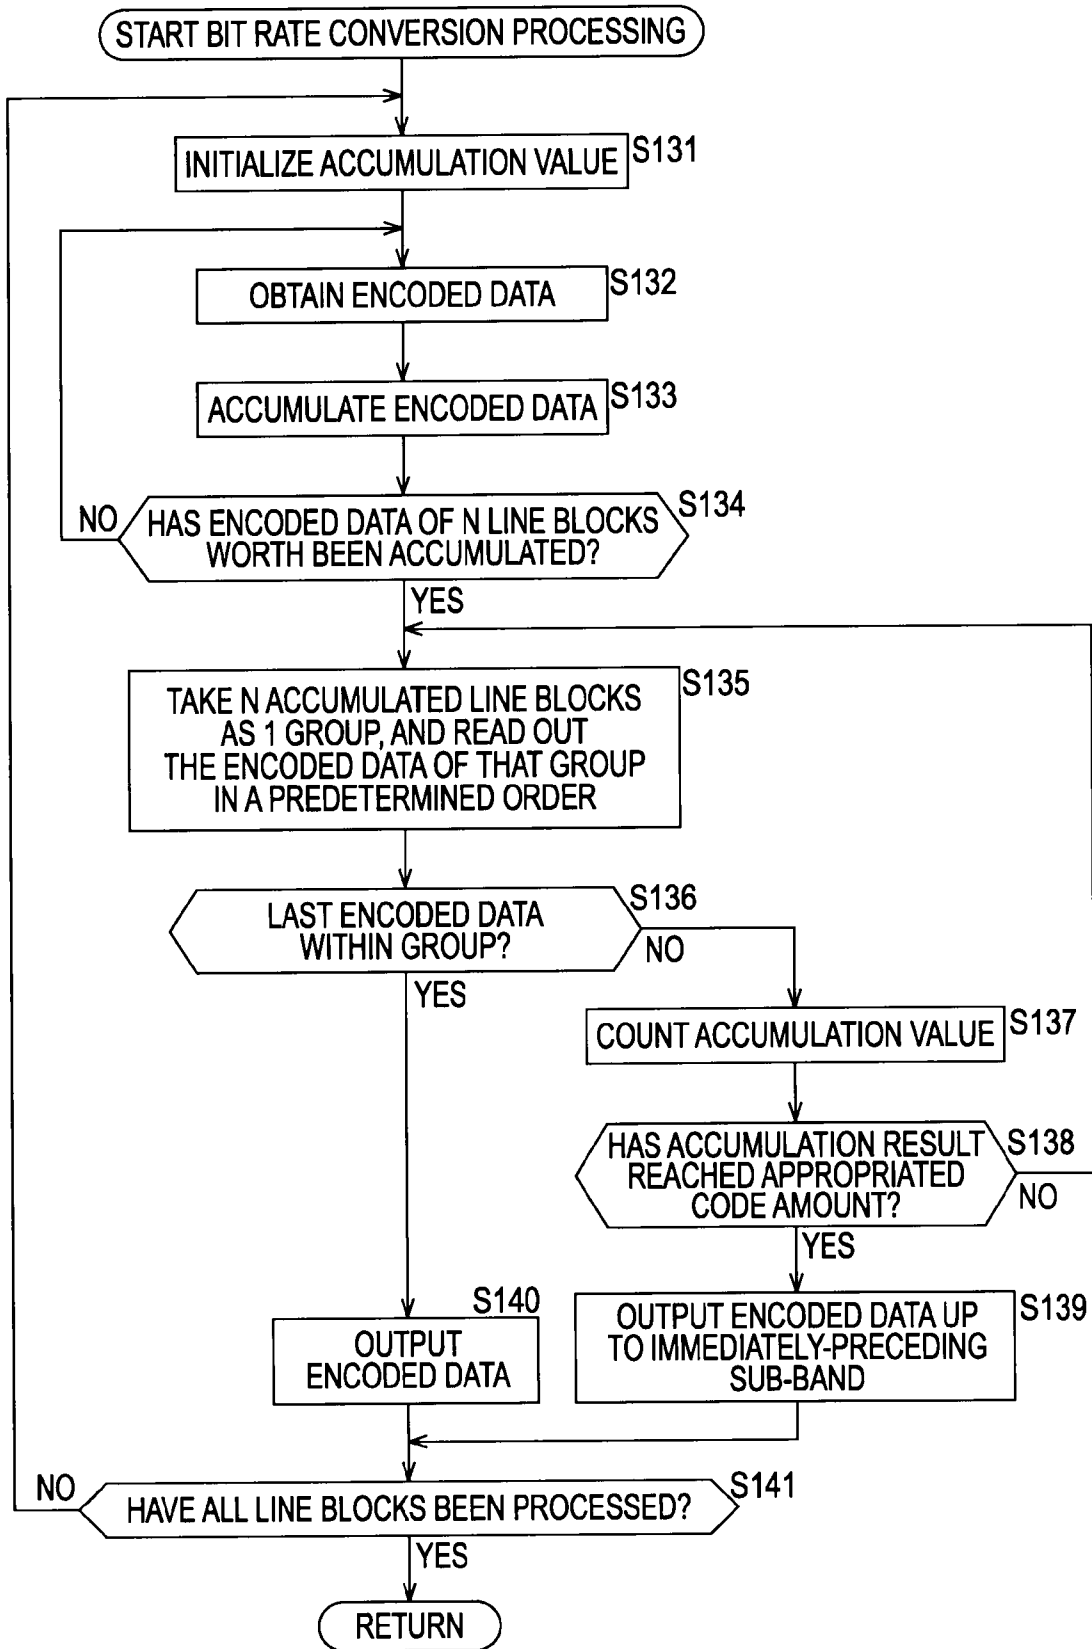 START BIT RATE CONVERSION PROCESSING
INITIALIZE ACCUMULATION VALUE
S131
OBTAIN ENCODED DATA
S132
ACCUMULATE ENCODED DATA
S133
HAS ENCODED DATA OF N LINE BLOCKS
WORTH BEEN ACCUMULATED?
S134
NO
YES
TAKE N ACCUMULATED LINE BLOCKS
AS 1 GROUP, AND READ OUT
THE ENCODED DATA OF THAT GROUP
IN A PREDETERMINED ORDER
S135
LAST ENCODED DATA
WITHIN GROUP?
S136
NO
YES
COUNT ACCUMULATION VALUE
S137
HAS ACCUMULATION RESULT
REACHED APPROPRIATED
CODE AMOUNT?
S138
NO
YES
S140
OUTPUT
ENCODED DATA
OUTPUT ENCODED DATA UP
TO IMMEDIATELY-PRECEDING
SUB-BAND
S139
NO
HAVE ALL LINE BLOCKS BEEN PROCESSED?
S141
YES
RETURN